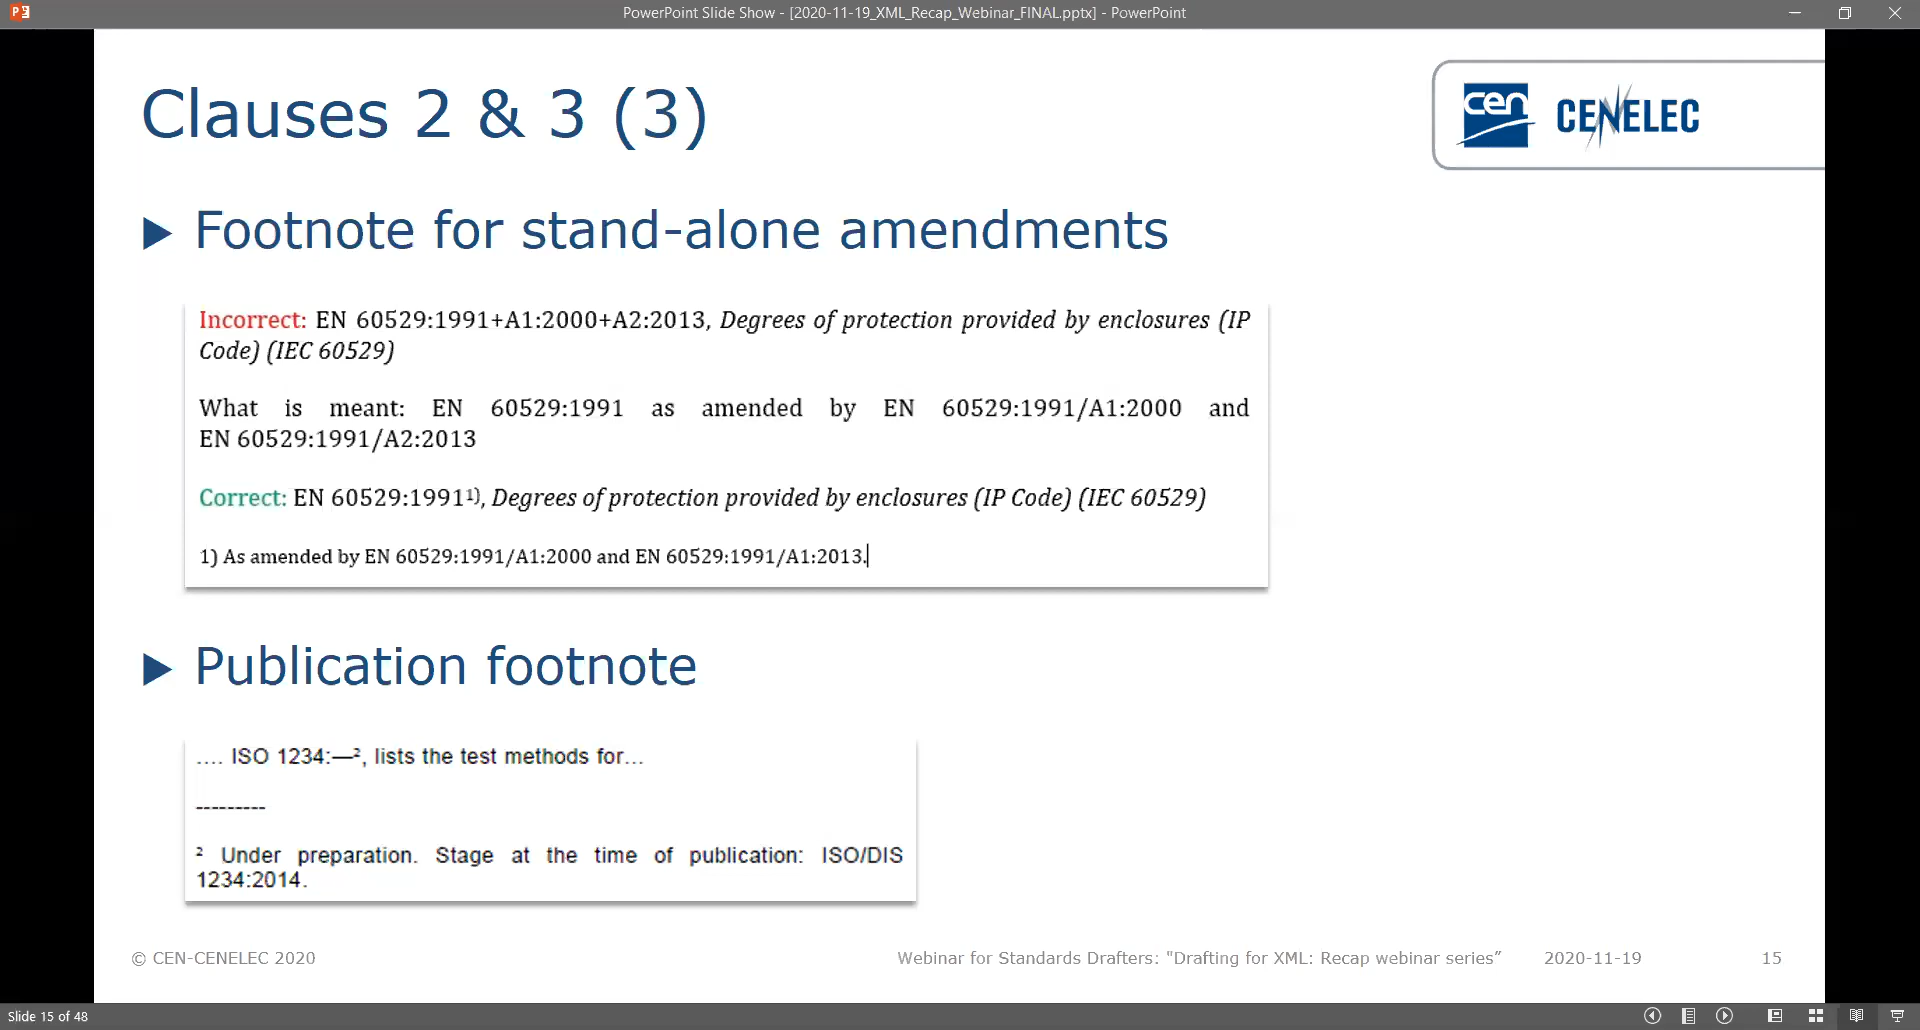 PowerPoint Slide Show - [2020-11-19_XML_Recap_Webinar_FINAL.pptx] - PowerPoint
Clauses 2 & 3 (3)
cen CENELEC
Footnote for stand-alone amendments
Incorrect: EN 60529:1991+A1:2000+A2:2013, Degrees of protection provided by enclosures (IP
Code) (IEC 60529)
What is meant: EN 60529:1991 as amended by EN 60529:1991/A1:2000 and
EN 60529:1991/A2:2013
Correct: EN 60529:1991¹⁾, Degrees of protection provided by enclosures (IP Code) (IEC 60529)
1) As amended by EN 60529:1991/A1:2000 and EN 60529:1991/A1:2013.
Publication footnote
.... ISO 1234:—², lists the test methods for...
---------
² Under preparation. Stage at the time of publication: ISO/DIS
1234:2014.
© CEN-CENELEC 2020
Webinar for Standards Drafters: "Drafting for XML: Recap webinar series” 2020-11-19 15
Slide 15 of 48